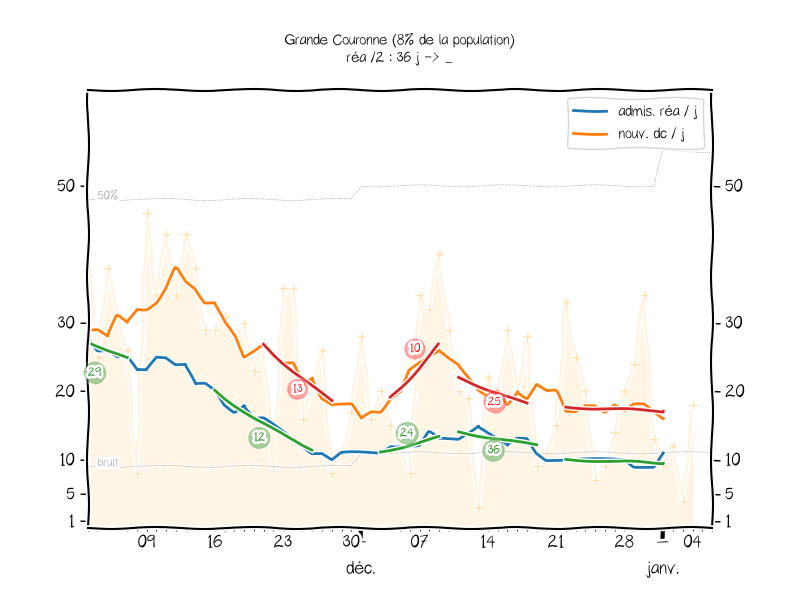 Grande Couronne (8% de la population)
réa /2 : 36 j -> _
admis. réa / j
nouv. dc / j
50 50
50%
30 30
10
25
20 20
13
29
24
12
36
bruit
10 10
5 5
1 1
09 16 23 30 07 14 21 28 04
déc. janv.